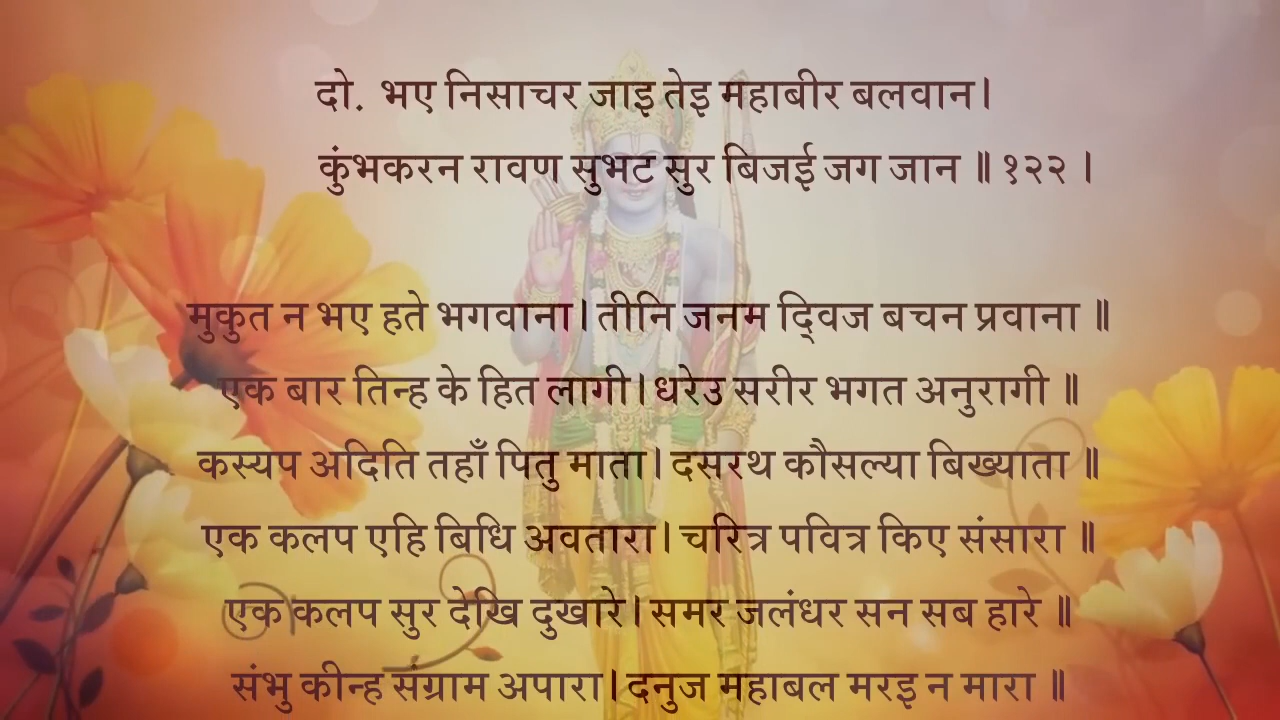 दो. भए निसाचर जाइ तेइ महाबीर बलवान।
कुंभकरन रावण सुभट सुर बिजई जग जान ॥ १२२ ।
मुकुत न भए हते भगवाना। तीनि जनम द्विज बचन प्रवाना ॥
एक बार तिन्ह के हित लागी। धरेउ सरीर भगत अनुरागी ॥
कस्यप अदिति तहाँ पितु माता। दसरथ कौसल्या बिख्याता ॥
एक कलप एहि बिधि अवतारा। चरित्र पवित्र किए संसारा ॥
एक कलप सुर देखि दुखारे। समर जलंधर सन सब हारे ॥
संभु कीन्ह संग्राम अपारा। दनुज महाबल मरइ न मारा ॥